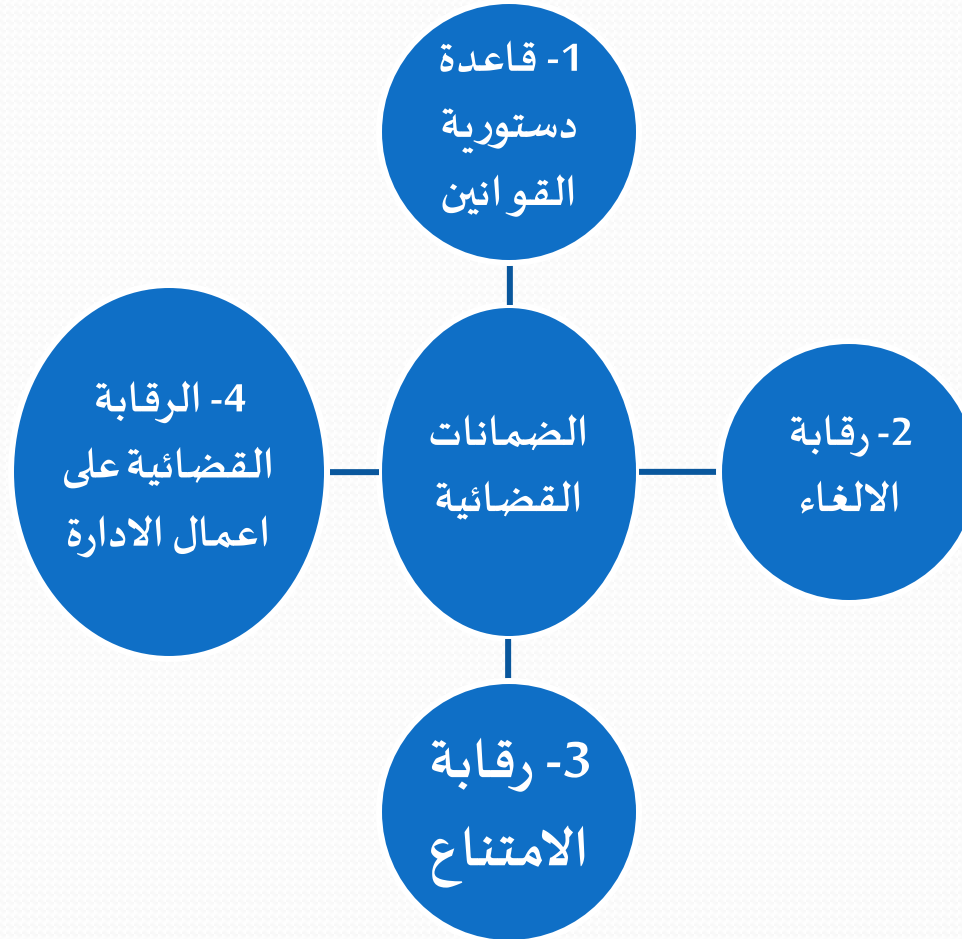 1- قاعدة
دستورية
القوانين
4- الرقابة
القضائية على
اعمال الادارة
الضمانات
القضائية
2- رقابة
الالغاء
3- رقابة
الامتناع